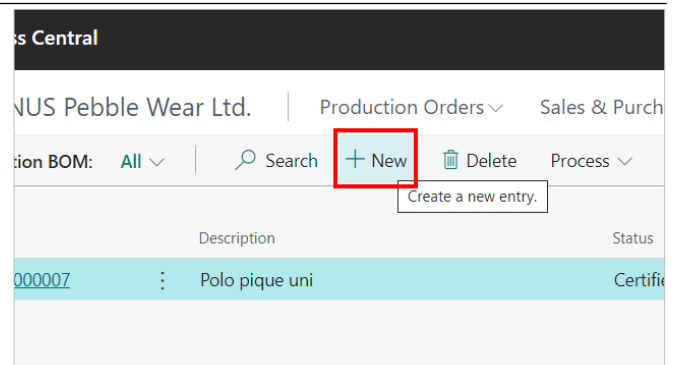 ss Central
NUS Pebble Wear Ltd. Production Orders Sales & Purch
tion BOM: All Search + New Delete Process
Create a new entry.
Description Status
000007 Polo pique uni Certifie